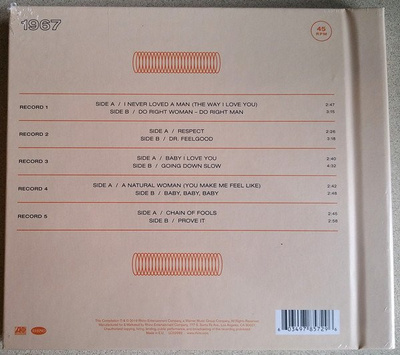 1967
45
RPM
RECORD 1
SIDE A / I NEVER LOVED A MAN (THE WAY I LOVE YOU) 2:47
SIDE B / DO RIGHT WOMAN – DO RIGHT MAN 3:15
RECORD 2
SIDE A / RESPECT 2:26
SIDE B / DR. FEELGOOD 3:18
RECORD 3
SIDE A / BABY I LOVE YOU 2:40
SIDE B / GOING DOWN SLOW 4:32
RECORD 4
SIDE A / A NATURAL WOMAN (YOU MAKE ME FEEL LIKE) 2:42
SIDE B / BABY, BABY, BABY 2:48
RECORD 5
SIDE A / CHAIN OF FOOLS 2:45
SIDE B / PROVE IT 2:58
RHINO